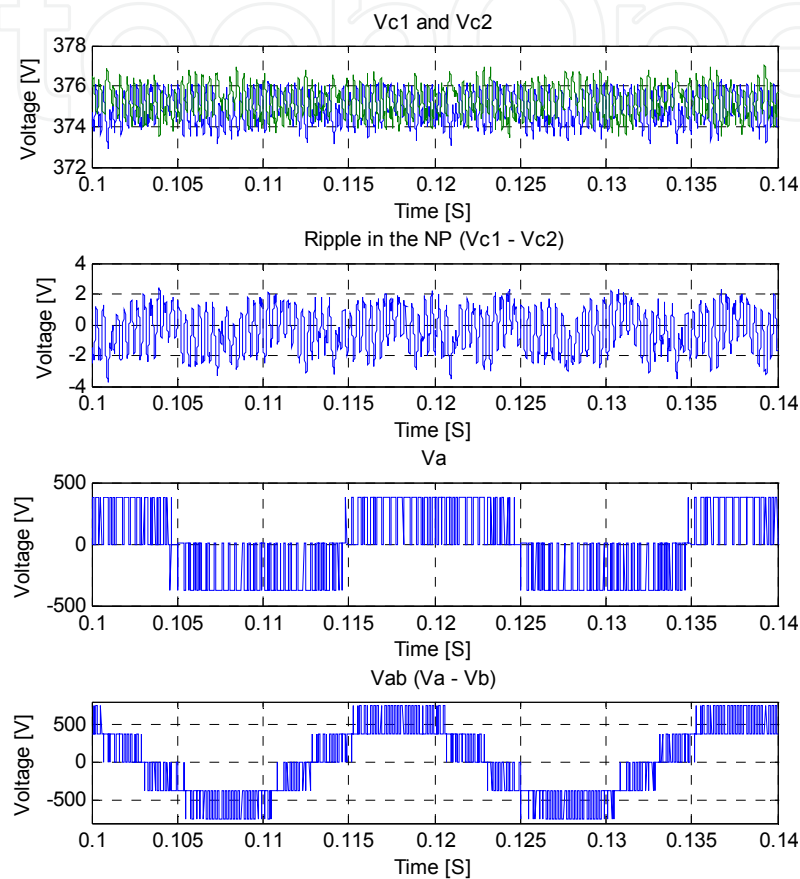 Vc1 and Vc2
378
376
374
372
Voltage [V]
0.1 0.105 0.11 0.115 0.12 0.125 0.13 0.135 0.14
Time [S]
Ripple in the NP (Vc1 - Vc2)
4
2
0
-2
-4
Voltage [V]
0.1 0.105 0.11 0.115 0.12 0.125 0.13 0.135 0.14
Time [S]
Va
500
0
-500
Voltage [V]
0.1 0.105 0.11 0.115 0.12 0.125 0.13 0.135 0.14
Time [S]
Vab (Va - Vb)
500
0
-500
Voltage [V]
0.1 0.105 0.11 0.115 0.12 0.125 0.13 0.135 0.14
Time [S]